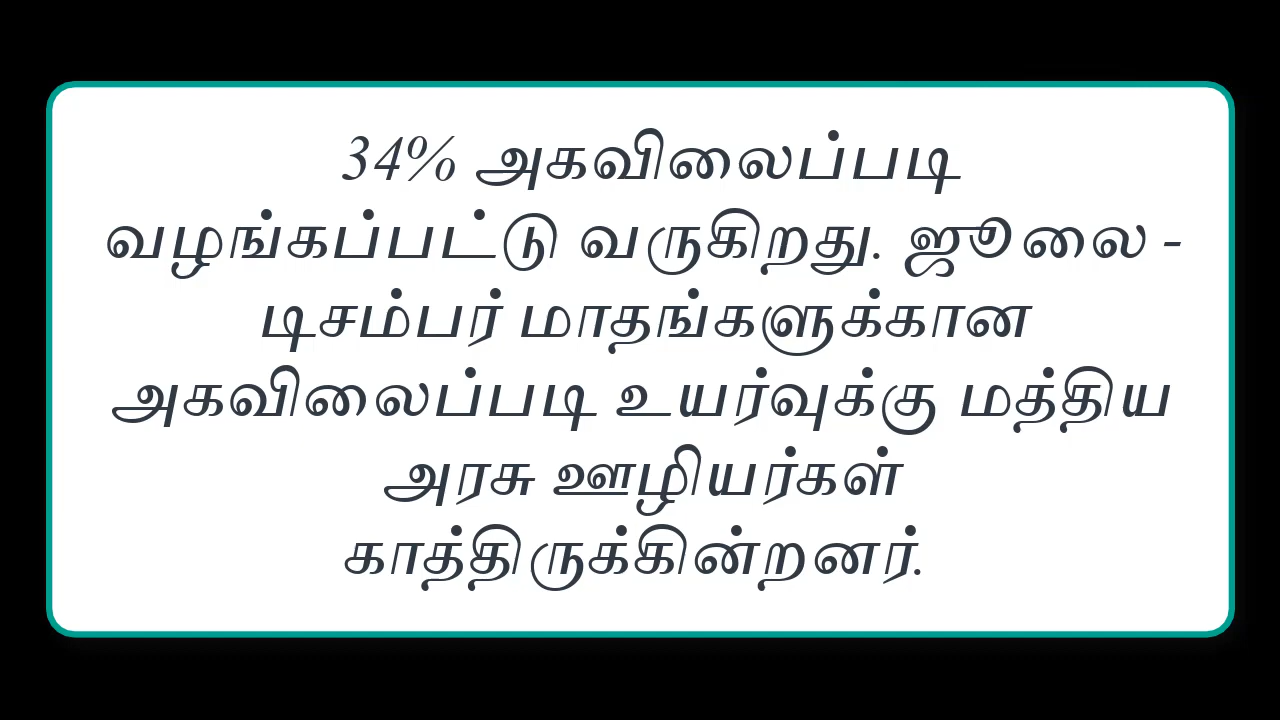 34% அகவிலைப்படி
வழங்கப்பட்டு வருகிறது. ஜூலை -
டிசம்பர் மாதங்களுக்கான
அகவிலைப்படி உயர்வுக்கு மத்திய
அரசு ஊழியர்கள்
காத்திருக்கின்றனர்.